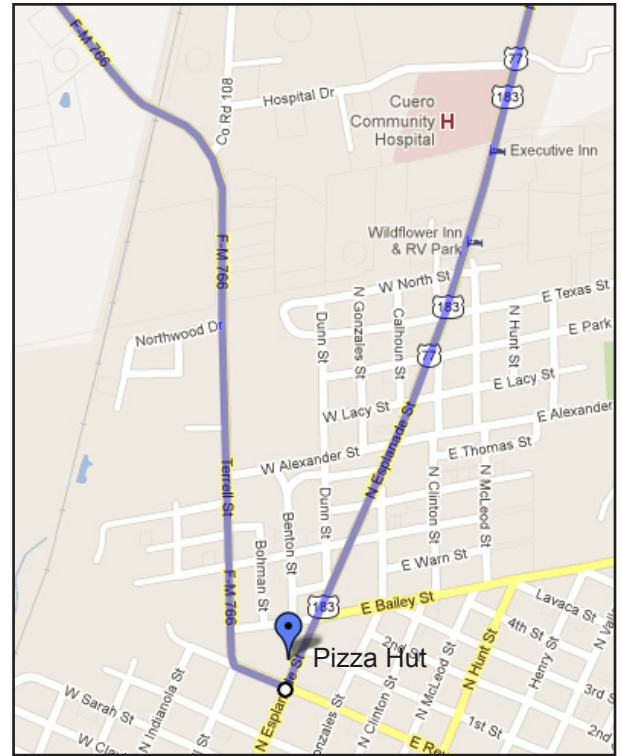 F-M 766
Co Rd 108
Hospital Dr
77
183
Cuero
Community
Hospital
H
Executive Inn
Wildflower Inn
& RV Park
F-M 766
W North St
183
E Texas St
Northwood Dr
Dunn St
N Gonzales St
Calhoun St
N Hunt St
E Park
77
E Lacy St
W Lacy St
N Esplanade St
E Alexander
W Alexander St
E Thomas St
Terrell St
Dunn St
N Clinton St
N McLeod St
Benton St
Bohman St
E Warn St
F-M 766
183
E Bailey St
Lavaca St
4th St
N Hunt St
Henry St
2nd St
N McLeod St
Pizza Hut
N Indianola St
N Clinton St
3rd S
W Sarah St
N Esplanade St
1st St
2nd